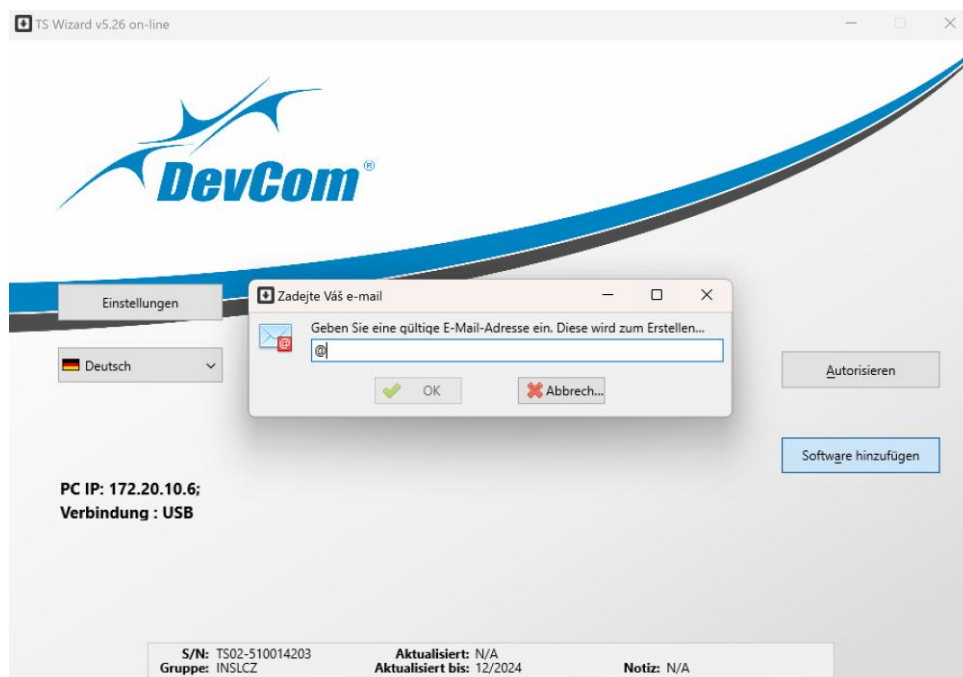 TS Wizard v5.26 on-line
DevCom®
Einstellungen
Zadejte Váš e-mail
Geben Sie eine gültige E-Mail-Adresse ein. Diese wird zum Erstellen...
@
OK
Abbrech...
Deutsch
Autorisieren
Software hinzufügen
PC IP: 172.20.10.6;
Verbindung : USB
S/N: TS02-510014203 Aktualisiert: N/A
Gruppe: INSLCZ Aktualisiert bis: 12/2024 Notiz: N/A